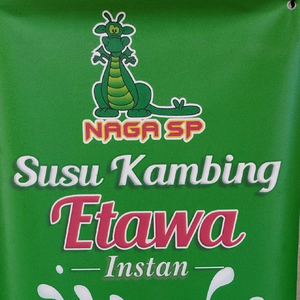 NAGA SP
Susu Kambing
Etawa
Instan